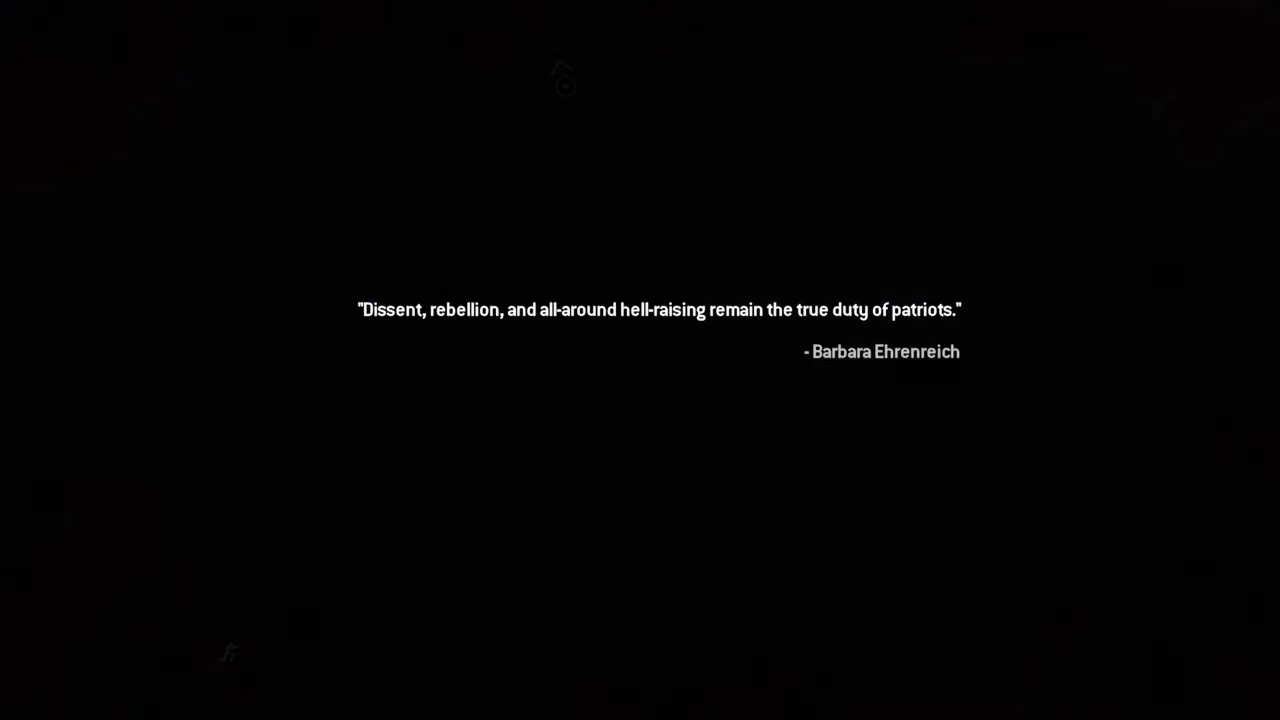 "Dissent, rebellion, and all-around hell-raising remain the true duty of patriots."
- Barbara Ehrenreich